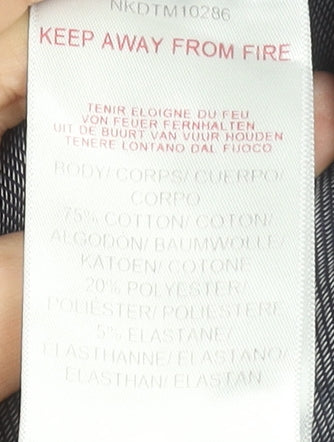 NKDTM10286
KEEP AWAY FROM FIRE
TENIR ELOIGNE DU FEU
VON FEUER FERNHALTEN
UIT DE BUURT VAN VUUR HOUDEN
TENERE LONTANO DAL FUOCO
BODY/ CORPS/ CUERPO/
CORPO
75% COTTON/ COTON/
ALGODÓN/ BAUMWOLLE/
KATOEN/ COTONE
20% POLYESTER/
POLIÉSTER/ POLIESTERE
5% ELASTANE/
ELASTHANNE/ ELASTANO/
ELASTHAN/ ELASTAN